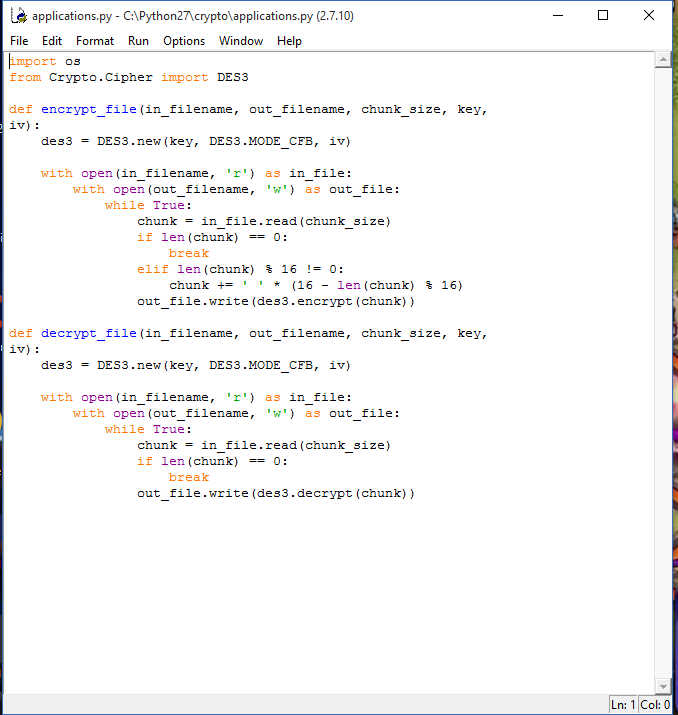 applications.py - C:\Python27\crypto\applications.py (2.7.10)
File Edit Format Run Options Window Help
import os
from Crypto.Cipher import DES3

def encrypt_file(in_filename, out_filename, chunk_size, key,
iv):
    des3 = DES3.new(key, DES3.MODE_CFB, iv)

    with open(in_filename, 'r') as in_file:
        with open(out_filename, 'w') as out_file:
            while True:
                chunk = in_file.read(chunk_size)
                if len(chunk) == 0:
                    break
                elif len(chunk) % 16 != 0:
                    chunk += ' ' * (16 - len(chunk) % 16)
                out_file.write(des3.encrypt(chunk))

def decrypt_file(in_filename, out_filename, chunk_size, key,
iv):
    des3 = DES3.new(key, DES3.MODE_CFB, iv)

    with open(in_filename, 'r') as in_file:
        with open(out_filename, 'w') as out_file:
            while True:
                chunk = in_file.read(chunk_size)
                if len(chunk) == 0:
                    break
                out_file.write(des3.decrypt(chunk))
Ln: 1 Col: 0